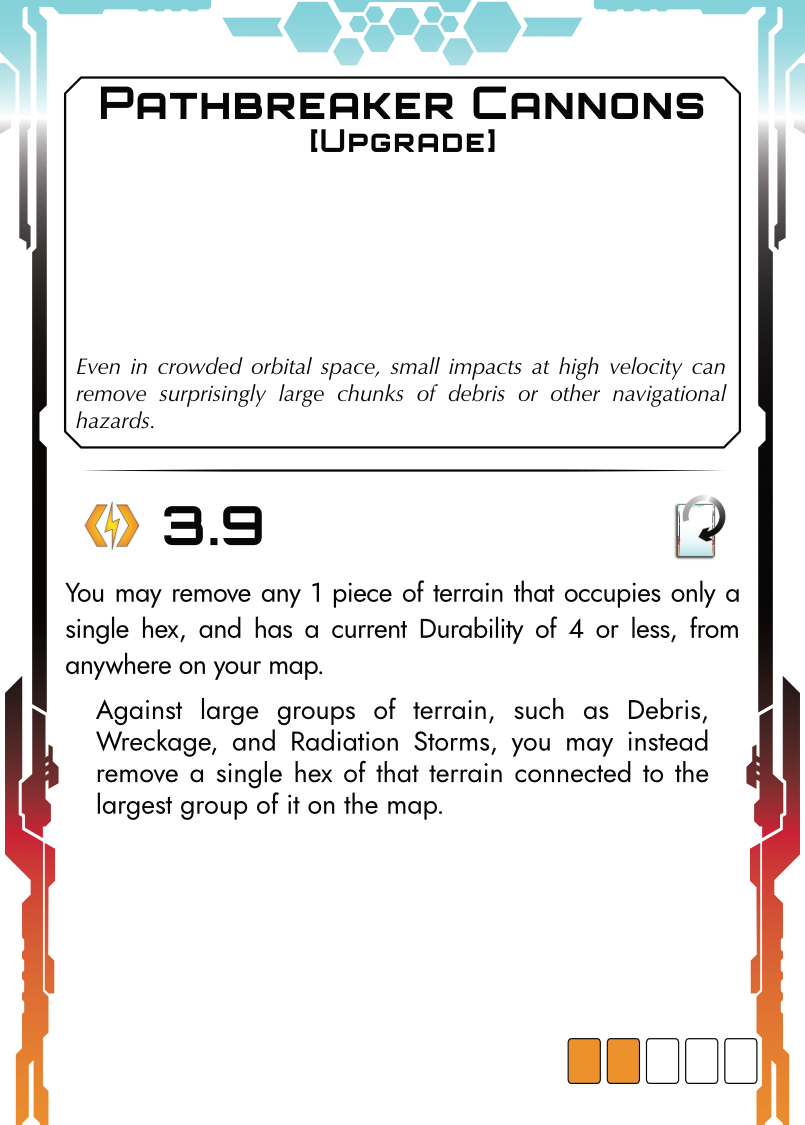 Pathbreaker Cannons
[Upgrade]
Even in crowded orbital space, small impacts at high velocity can
remove surprisingly large chunks of debris or other navigational
hazards.
3.9
You may remove any 1 piece of terrain that occupies only a
single hex, and has a current Durability of 4 or less, from
anywhere on your map.
Against large groups of terrain, such as Debris,
Wreckage, and Radiation Storms, you may instead
remove a single hex of that terrain connected to the
largest group of it on the map.